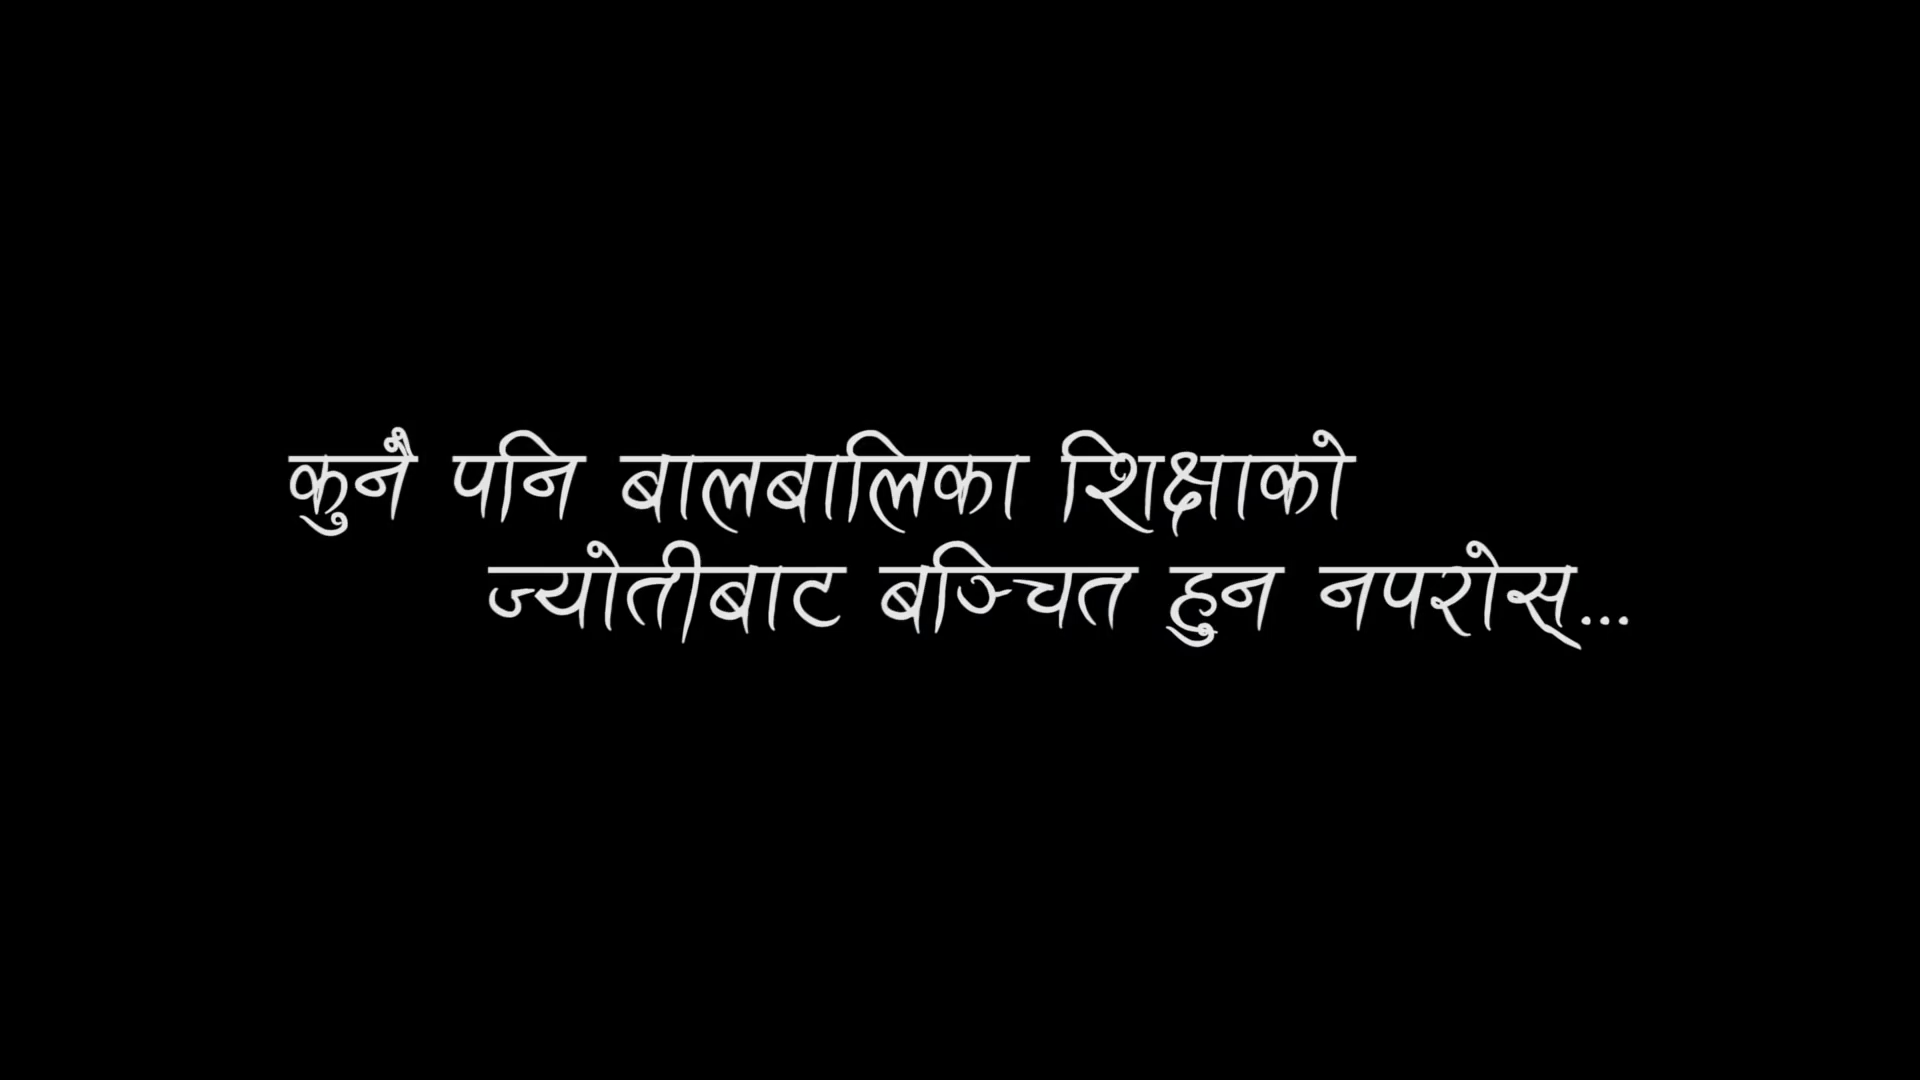 कुनै पनि बालबालिका शिक्षाको
ज्योतीबाट बञ्चित हुन नपरोस्...